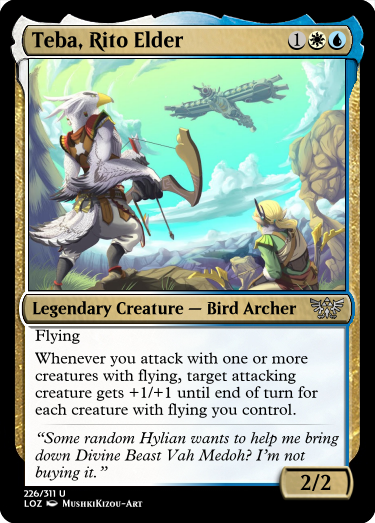 Teba, Rito Elder 1
Legendary Creature — Bird Archer
Flying
Whenever you attack with one or more
creatures with flying, target attacking
creature gets +1/+1 until end of turn for
each creature with flying you control.
“Some random Hylian wants to help me bring
down Divine Beast Vah Medoh? I’m not
buying it.”
2/2
226/311 U
LOZ MushkiKizou-Art